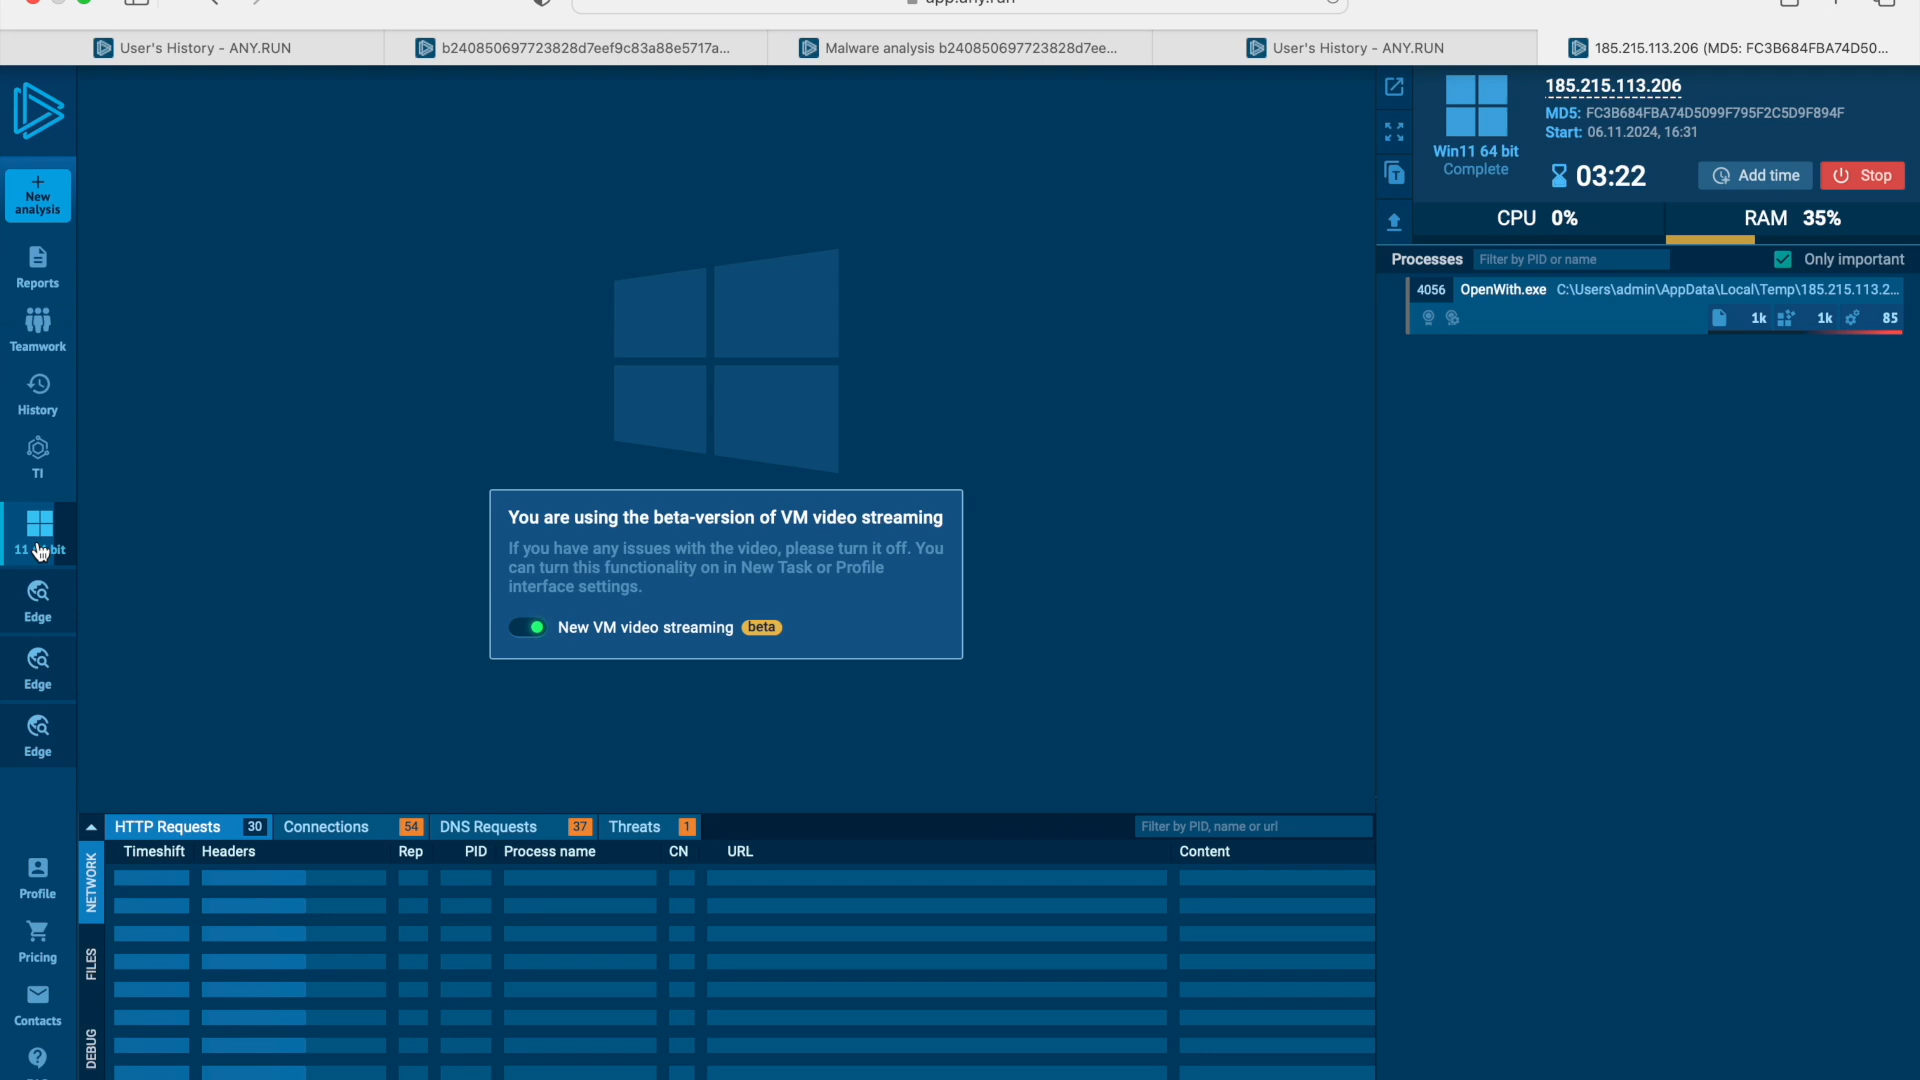 User's History - ANY.RUN
b240850697723828d7eef9c83a88e5717a...
Malware analysis b240850697723828d7ee...
User's History - ANY.RUN
185.215.113.206 (MD5: FC3B684FBA74D50...
New
analysis
Reports
Teamwork
History
TI
Edge
Edge
Edge
Profile
Pricing
Contacts
Win11 64 bit
Complete
185.215.113.206
MD5: FC3B684FBA74D5099F795F2C5D9F894F
Start: 06.11.2024, 16:31
03:22
Add time
Stop
CPU 0%
RAM 35%
Processes
Filter by PID or name
Only important
4056 OpenWith.exe C:\Users\admin\AppData\Local\Temp\185.215.113.2...
1k 1k 85
You are using the beta-version of VM video streaming
If you have any issues with the video, please turn it off. You
can turn this functionality on in New Task or Profile
interface settings.
New VM video streaming beta
HTTP Requests 30 Connections 54 DNS Requests 37 Threats 1
Filter by PID, name or url
Timeshift Headers Rep PID Process name CN URL Content
NETWORK
FILES
DEBUG